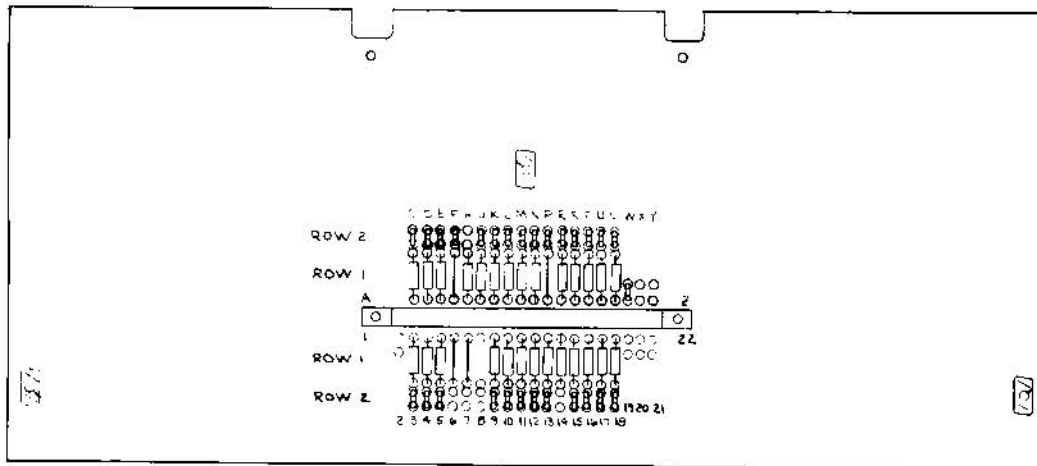 C D E F H J K L M N P R S T U V W X Y
ROW 2
ROW 1
A Z
1 22
ROW 1
ROW 2
19 20 21
2 3 4 5 6 7 8 9 10 11 12 13 14 15 16 17 18